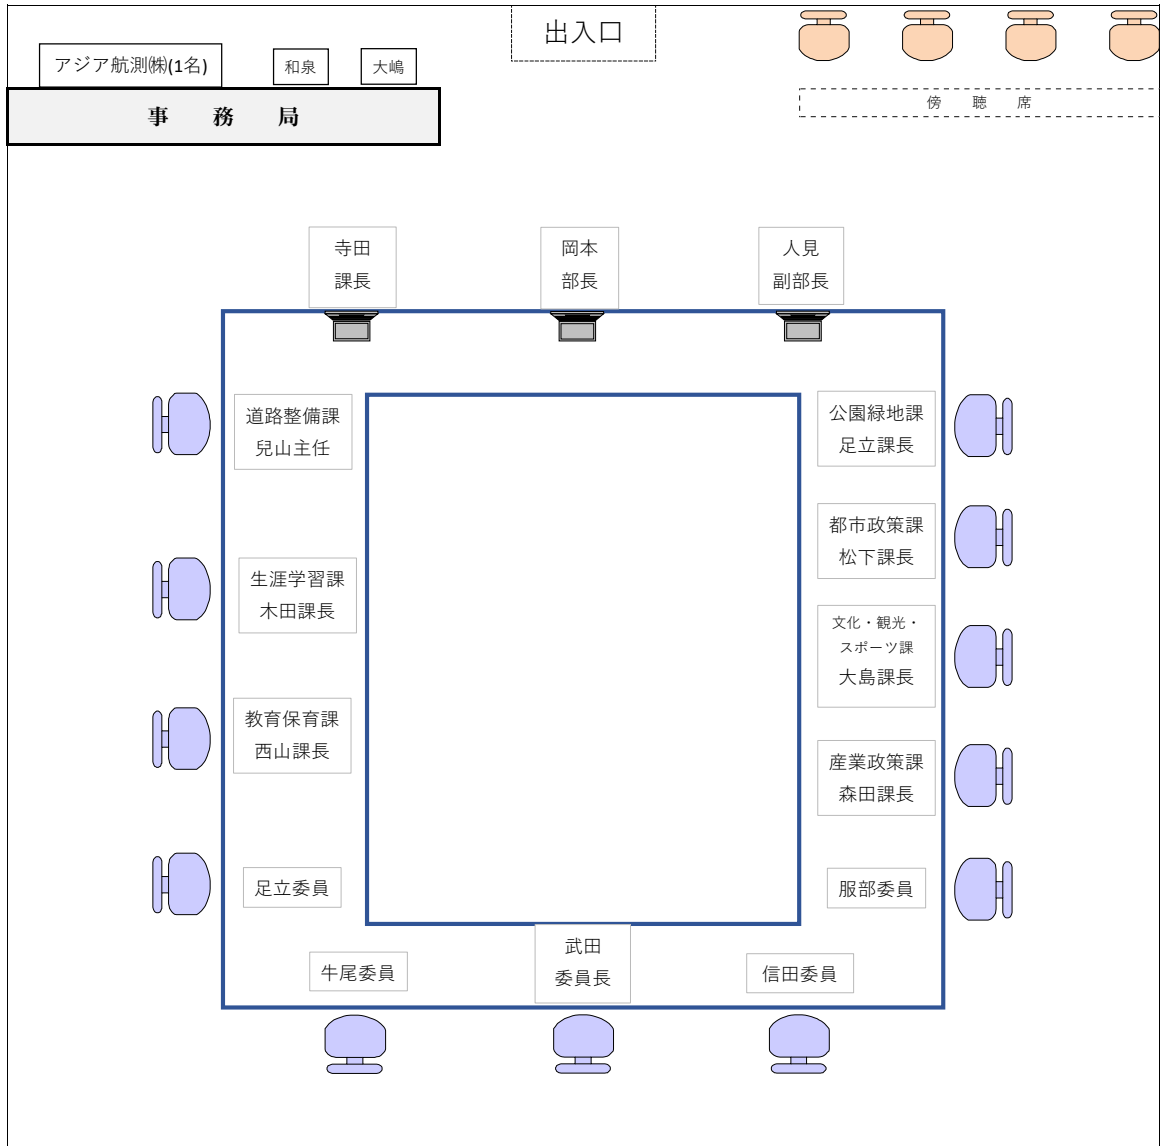 出入口
アジア航測㈱(1名)
和泉
大嶋
事 務 局
傍 聴 席
寺田
課長
岡本
部長
人見
副部長
道路整備課
兒山主任
公園緑地課
足立課長
都市政策課
松下課長
生涯学習課
木田課長
文化・観光・
スポーツ課
大島課長
教育保育課
西山課長
産業政策課
森田課長
足立委員
服部委員
牛尾委員
武田
委員長
信田委員